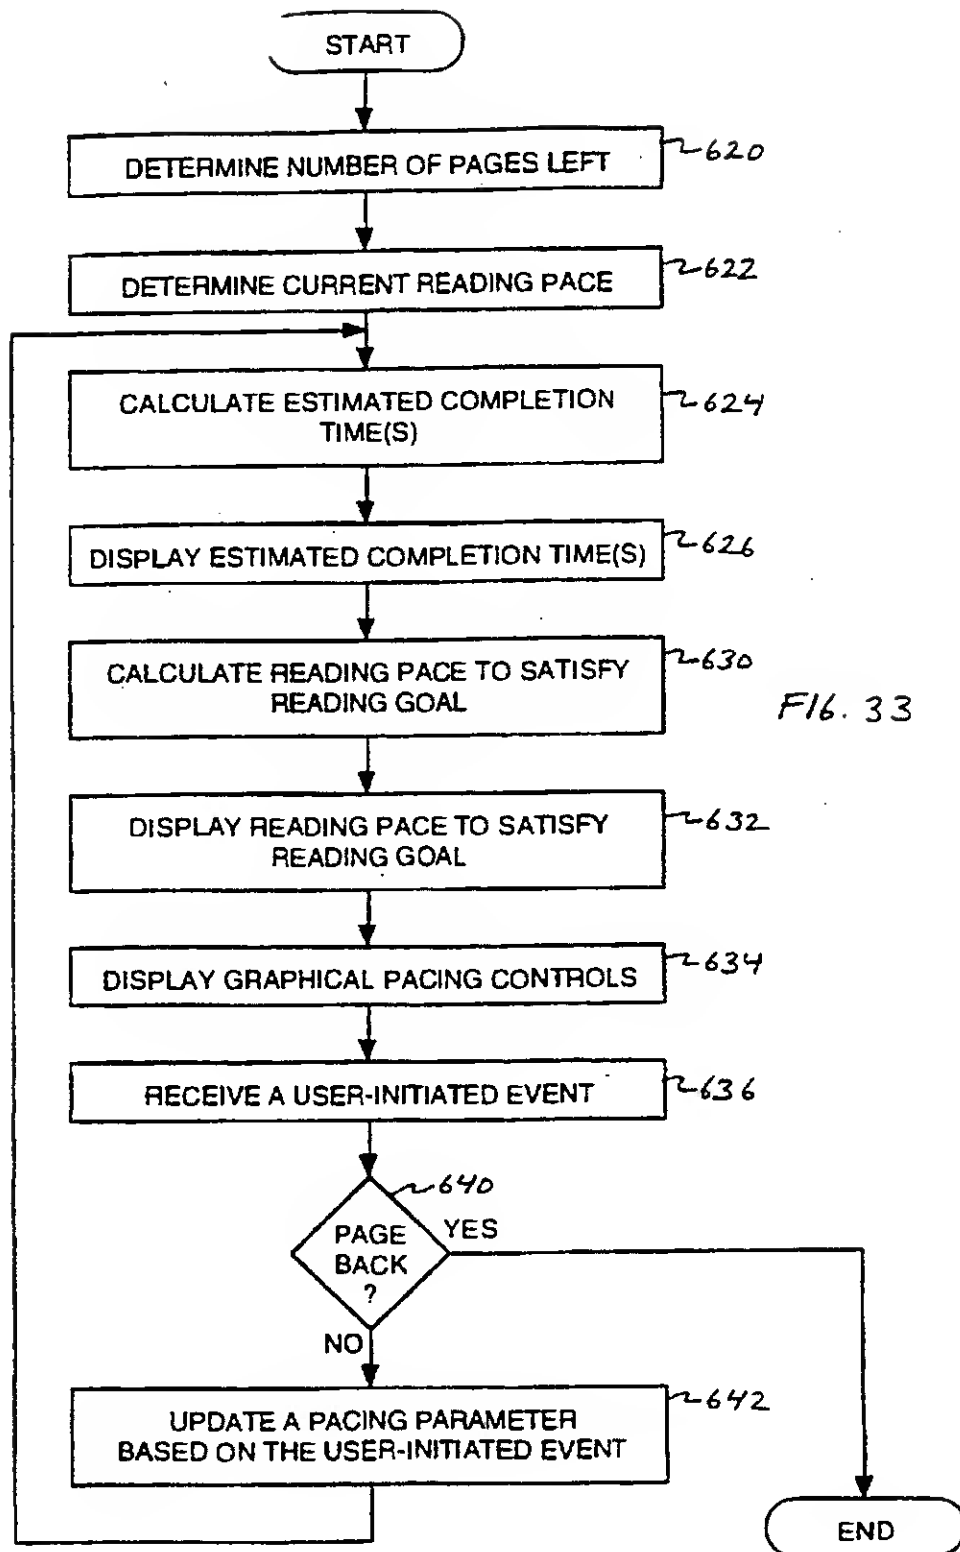 START
DETERMINE NUMBER OF PAGES LEFT
620
DETERMINE CURRENT READING PACE
622
CALCULATE ESTIMATED COMPLETION
TIME(S)
624
DISPLAY ESTIMATED COMPLETION TIME(S)
626
CALCULATE READING PACE TO SATISFY
READING GOAL
630
FIG. 33
DISPLAY READING PACE TO SATISFY
READING GOAL
632
DISPLAY GRAPHICAL PACING CONTROLS
634
RECEIVE A USER-INITIATED EVENT
636
640
PAGE
BACK
?
YES
NO
UPDATE A PACING PARAMETER
BASED ON THE USER-INITIATED EVENT
642
END